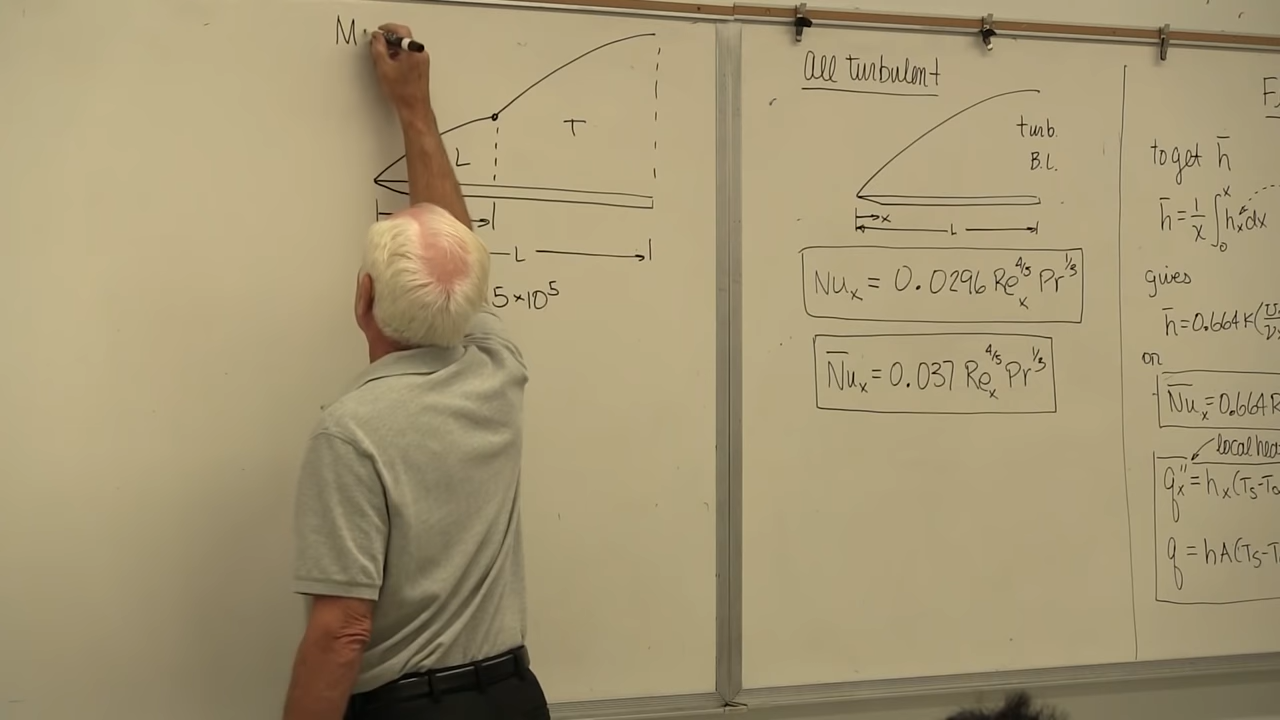 M
T
L
L
5×10⁵
all turbulent
turb.
B.L.
x
L
Nuₓ = 0.0296 Reₓ^4/5 Pr^1/3
N̅uₓ = 0.037 Reₓ^4/5 Pr^1/3
to get h̅
h̅ = 1/x ∫₀ˣ hₓdx
gives
h̅ = 0.664 K(
or
N̅uₓ = 0.664 R
local
qₓ'' = hₓ(Ts-T
q = hA(Ts-T